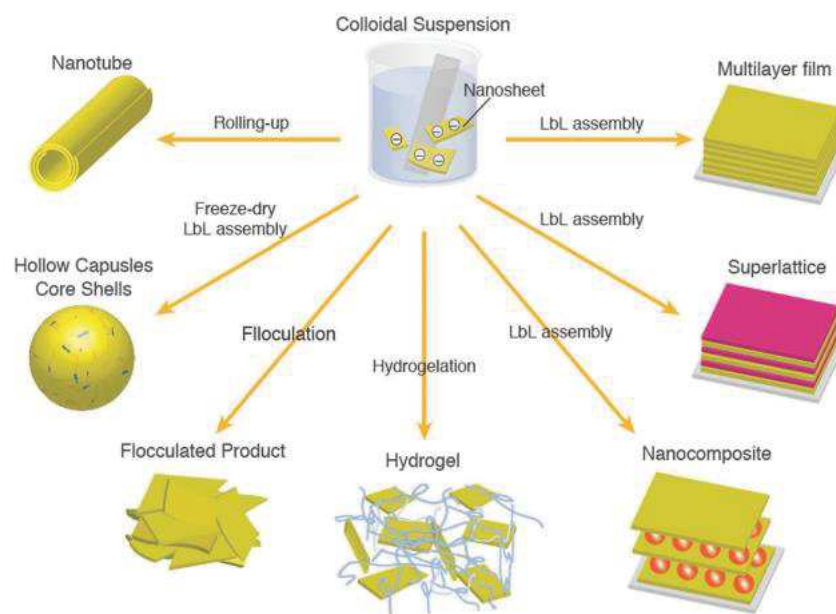 Colloidal Suspension
Nanotube
Nanosheet
Multilayer film
Rolling-up
LbL assembly
Freeze-dry
LbL assembly
LbL assembly
Hollow Capusles
Core Shells
Superlattice
Flloculation
LbL assembly
Hydrogelation
Flocculated Product
Hydrogel
Nanocomposite